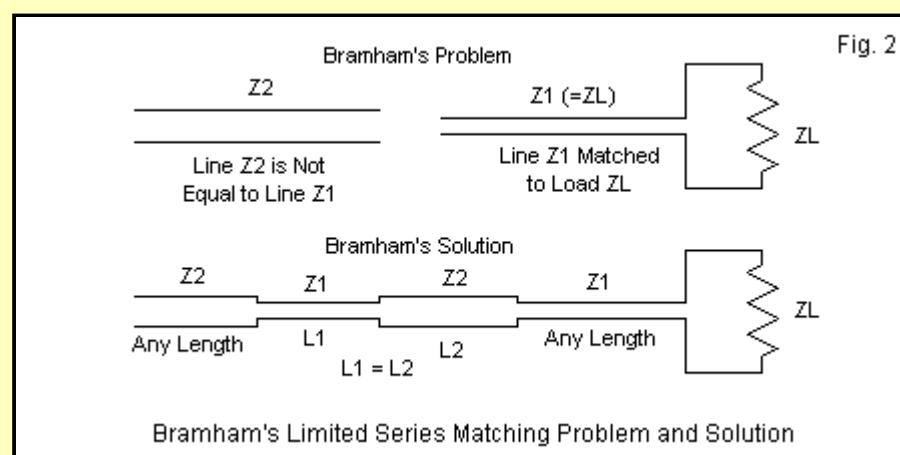 Fig. 2
Bramham's Problem
Z2
Z1 (=ZL)
ZL
Line Z2 is Not
Equal to Line Z1
Line Z1 Matched
to Load ZL
Bramham's Solution
Z2
Z1
Z2
Z1
ZL
Any Length
L1
L2
Any Length
L1 = L2
Bramham's Limited Series Matching Problem and Solution